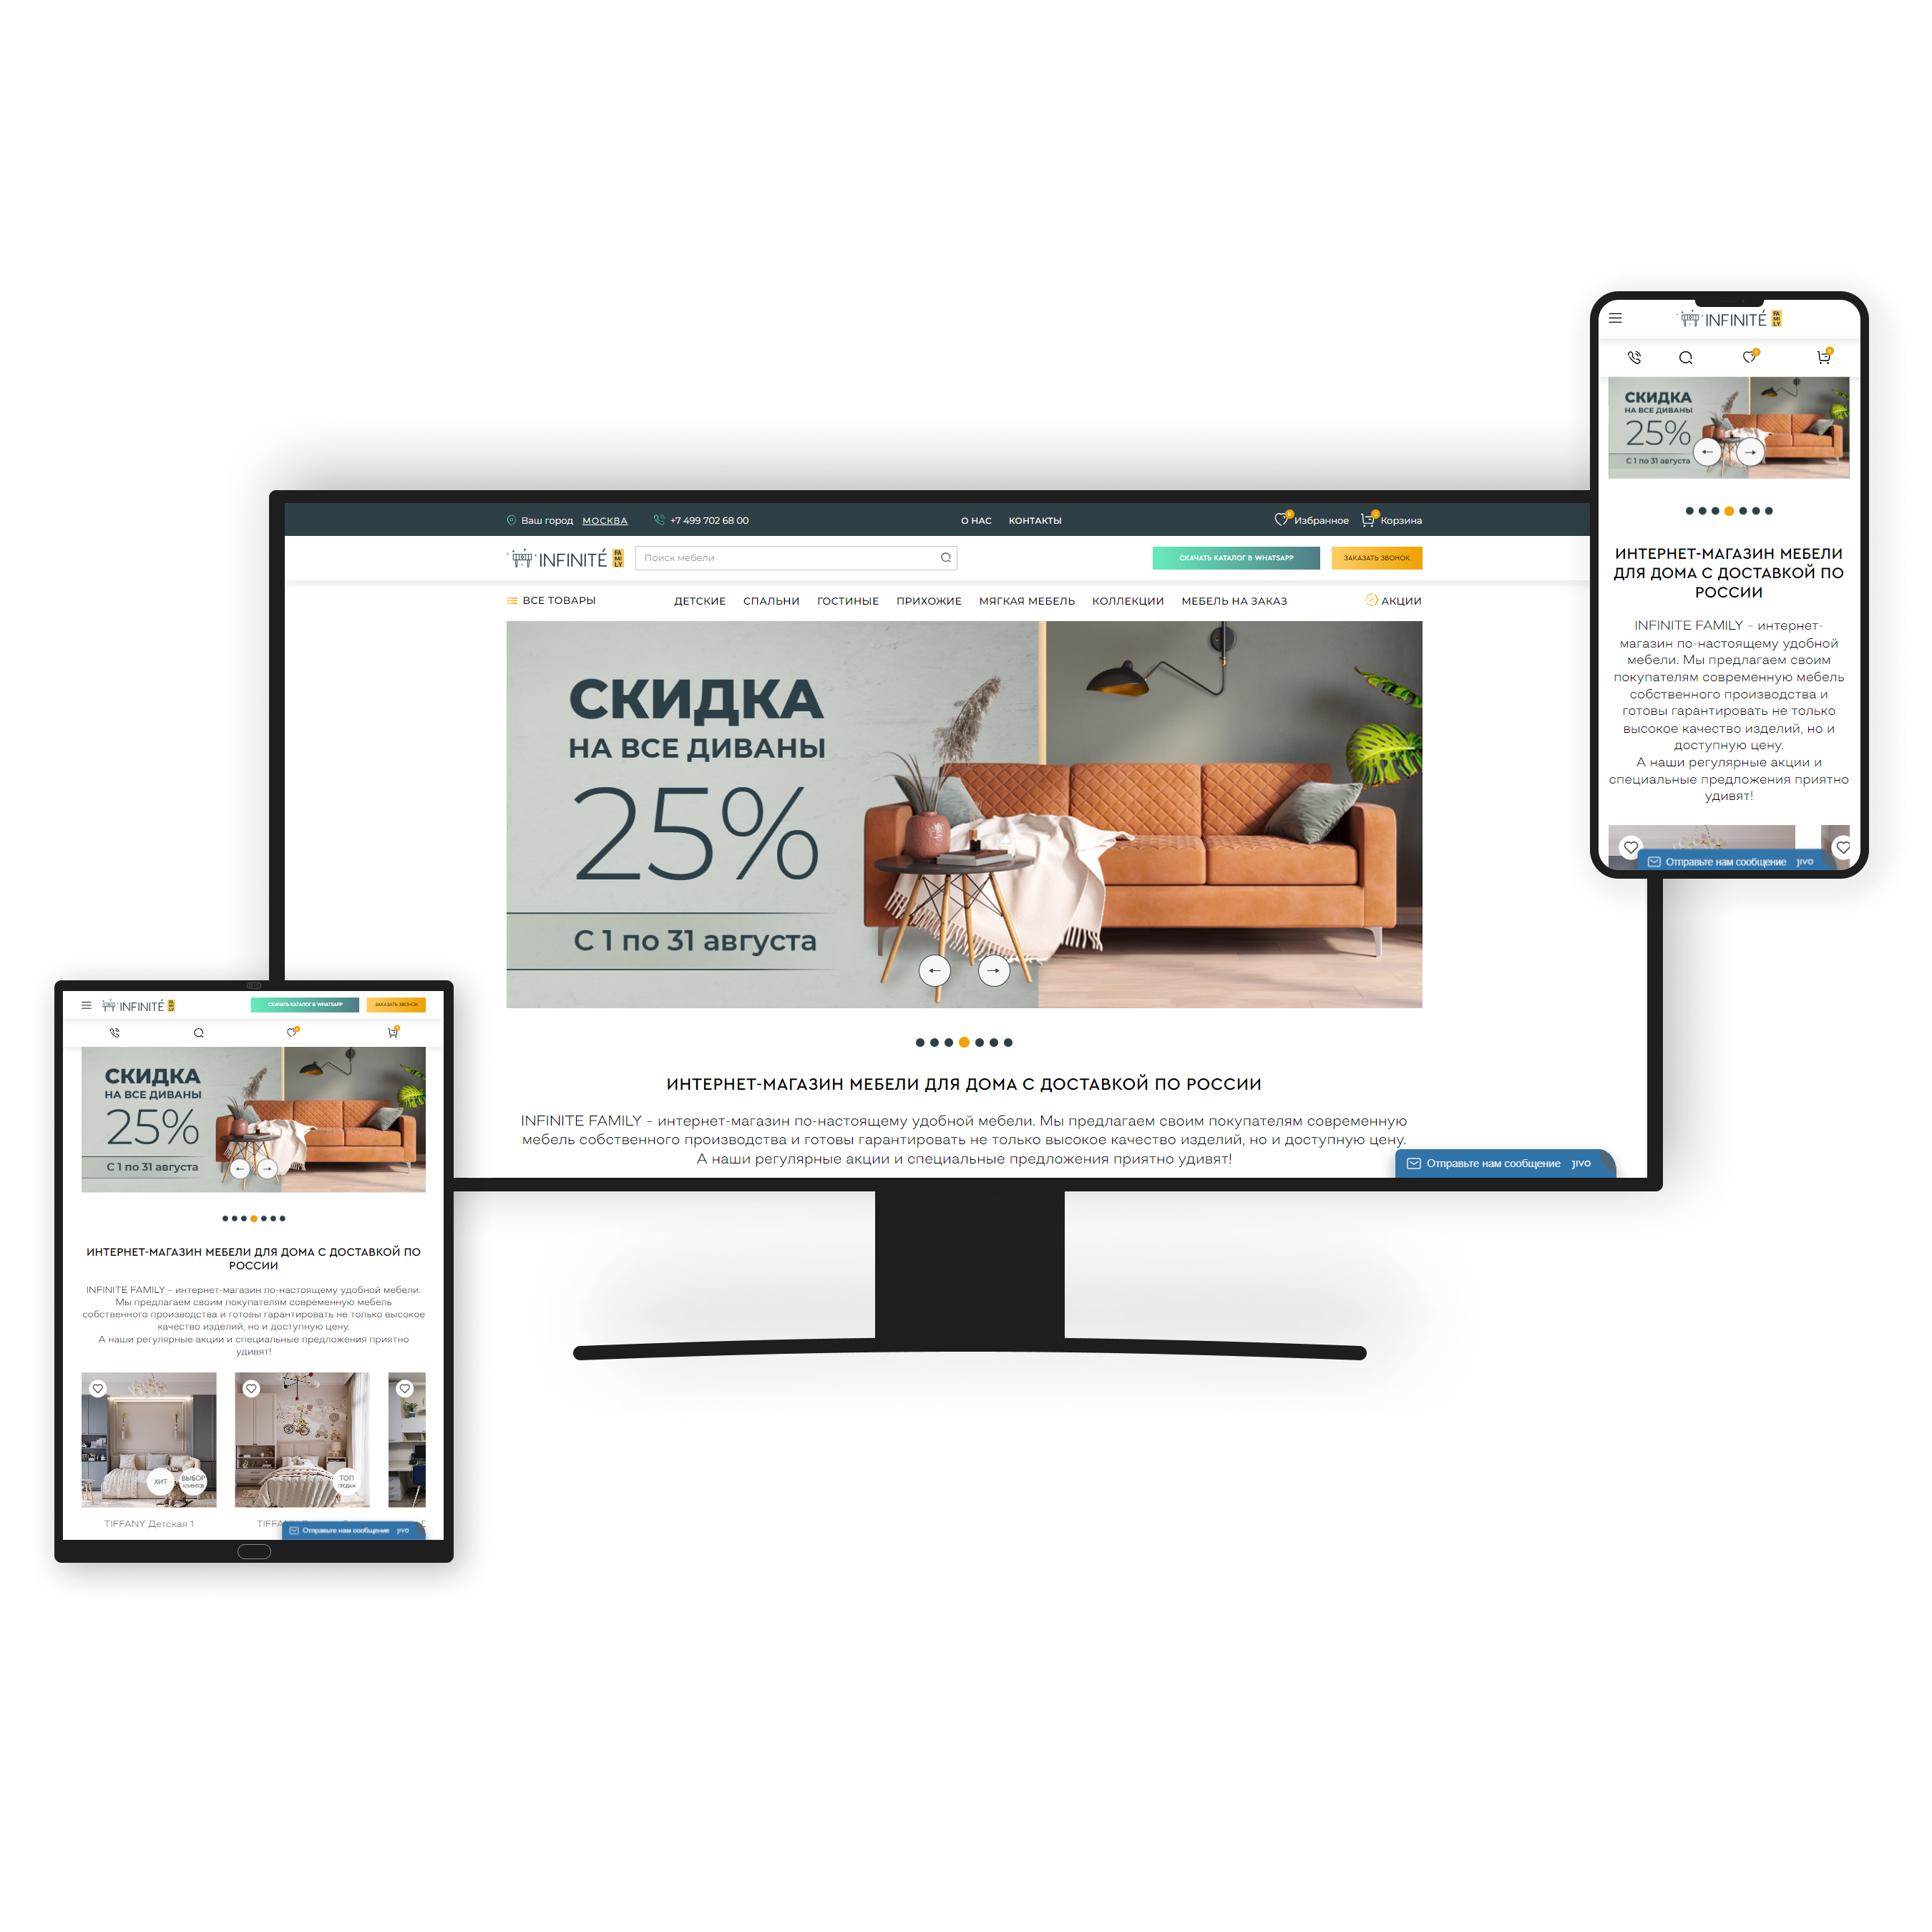 Ваш город МОСКВА +7 499 702 68 00 О НАС КОНТАКТЫ Избранное Корзина
INFINITÉ FA MI LY Поиск мебели СКАЧАТЬ КАТАЛОГ В WHATSAPP ЗАКАЗАТЬ ЗВОНОК
ВСЕ ТОВАРЫ ДЕТСКИЕ СПАЛЬНИ ГОСТИНЫЕ ПРИХОЖИЕ МЯГКАЯ МЕБЕЛЬ КОЛЛЕКЦИИ МЕБЕЛЬ НА ЗАКАЗ АКЦИИ
СКИДКА
НА ВСЕ ДИВАНЫ
25%
С 1 по 31 августа
ИНТЕРНЕТ-МАГАЗИН МЕБЕЛИ ДЛЯ ДОМА С ДОСТАВКОЙ ПО РОССИИ
INFINITE FAMILY – интернет-магазин по-настоящему удобной мебели. Мы предлагаем своим покупателям современную
мебель собственного производства и готовы гарантировать не только высокое качество изделий, но и доступную цену.
А наши регулярные акции и специальные предложения приятно удивят!
Отправьте нам сообщение jivo
INFINITÉ FA MI LY
СКИДКА
НА ВСЕ ДИВАНЫ
25%
С 1 по 31 августа
ИНТЕРНЕТ-МАГАЗИН МЕБЕЛИ
ДЛЯ ДОМА С ДОСТАВКОЙ ПО
РОССИИ
INFINITE FAMILY – интернет-
магазин по-настоящему удобной
мебели. Мы предлагаем своим
покупателям современную мебель
собственного производства и
готовы гарантировать не только
высокое качество изделий, но и
доступную цену.
А наши регулярные акции и
специальные предложения приятно
удивят!
Отправьте нам сообщение jivo
INFINITÉ FA MI LY СКАЧАТЬ КАТАЛОГ В WHATSAPP ЗАКАЗАТЬ ЗВОНОК
СКИДКА
НА ВСЕ ДИВАНЫ
25%
С 1 по 31 августа
ИНТЕРНЕТ-МАГАЗИН МЕБЕЛИ ДЛЯ ДОМА С ДОСТАВКОЙ ПО
РОССИИ
INFINITE FAMILY – интернет-магазин по-настоящему удобной мебели.
Мы предлагаем своим покупателям современную мебель
собственного производства и готовы гарантировать не только высокое
качество изделий, но и доступную цену.
А наши регулярные акции и специальные предложения приятно
удивят!
ХИТ ВЫБОР КЛИЕНТОВ
ТОП ПРОДАЖ
TIFFANY Детская 1
Отправьте нам сообщение jivo